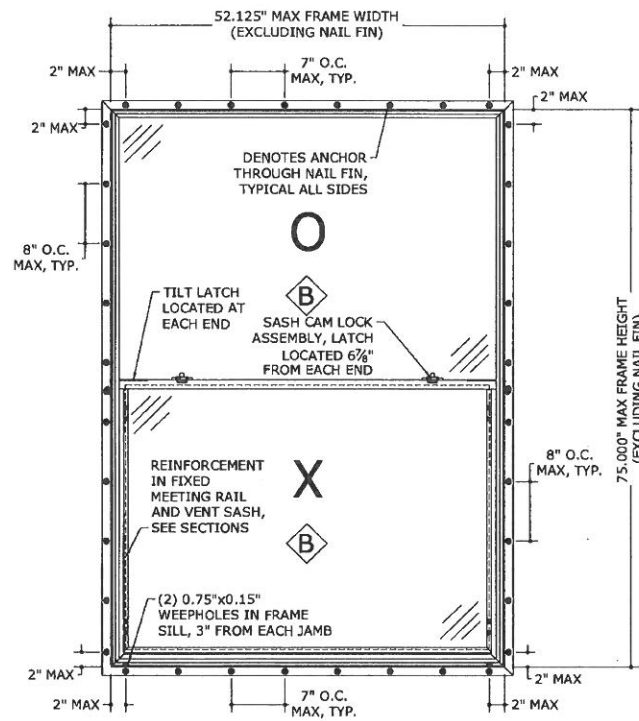 52.125" MAX FRAME WIDTH
(EXCLUDING NAIL FIN)
2" MAX
7" O.C.
MAX, TYP.
2" MAX
2" MAX
2" MAX
DENOTES ANCHOR
THROUGH NAIL FIN,
TYPICAL ALL SIDES
O
8" O.C.
MAX, TYP.
B
TILT LATCH
LOCATED AT
EACH END
SASH CAM LOCK
ASSEMBLY, LATCH
LOCATED 6⅞"
FROM EACH END
75.000" MAX FRAME HEIGHT
(EXCLUDING NAIL FIN)
REINFORCEMENT
IN FIXED
MEETING RAIL
AND VENT SASH,
SEE SECTIONS
X
8" O.C.
MAX, TYP.
B
(2) 0.75"x0.15"
WEEPHOLES IN FRAME
SILL, 3" FROM EACH JAMB
2" MAX
2" MAX
2" MAX
7" O.C.
MAX, TYP.
2" MAX